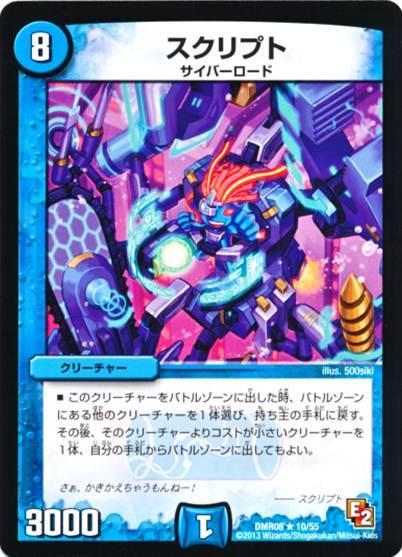 8
スクリプト
サイバーロード
クリーチャー
illus. 500siki
■ このクリーチャーをバトルゾーンに出した時、バトルゾーン
にある他のクリーチャーを1体選び、持ち主の手札に戻す。
その後、そのクリーチャーよりコストが小さいクリーチャーを
1体、自分の手札からバトルゾーンに出してもよい。
さぁ、かきかえちゃうもんねー!
—— スクリプト
3000
1
DMR08 ★ 10/55
©2013 Wizards/Shogakukan/Mitsui-Kids
E2